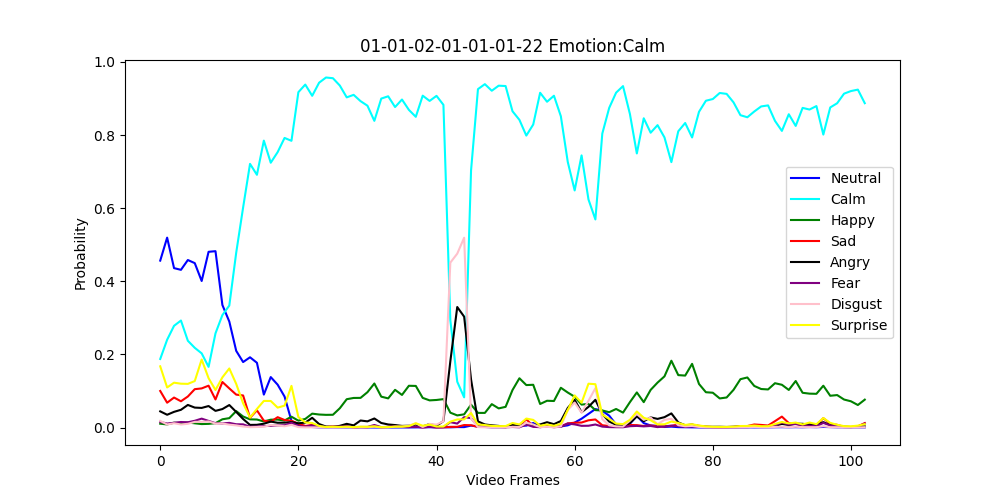 01-01-02-01-01-01-22 Emotion:Calm
Probability
1.0
0.8
0.6
0.4
0.2
0.0
Neutral
Calm
Happy
Sad
Angry
Fear
Disgust
Surprise
0 20 40 60 80 100
Video Frames